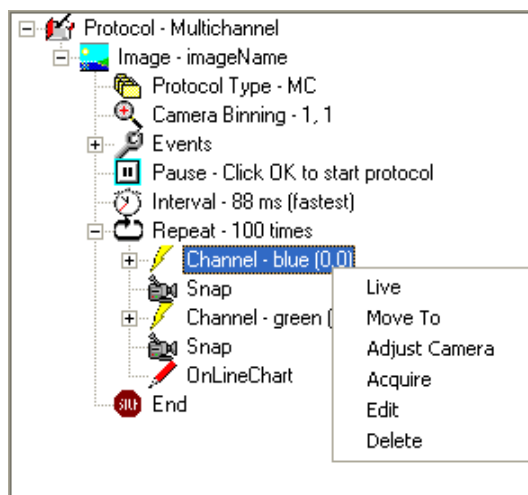 Protocol - Multichannel
Image - imageName
Protocol Type - MC
Camera Binning - 1, 1
Events
Pause - Click OK to start protocol
Interval - 88 ms (fastest)
Repeat - 100 times
Channel - blue (0,0)
Snap
Channel - green (
Snap
OnLineChart
End
Live
Move To
Adjust Camera
Acquire
Edit
Delete